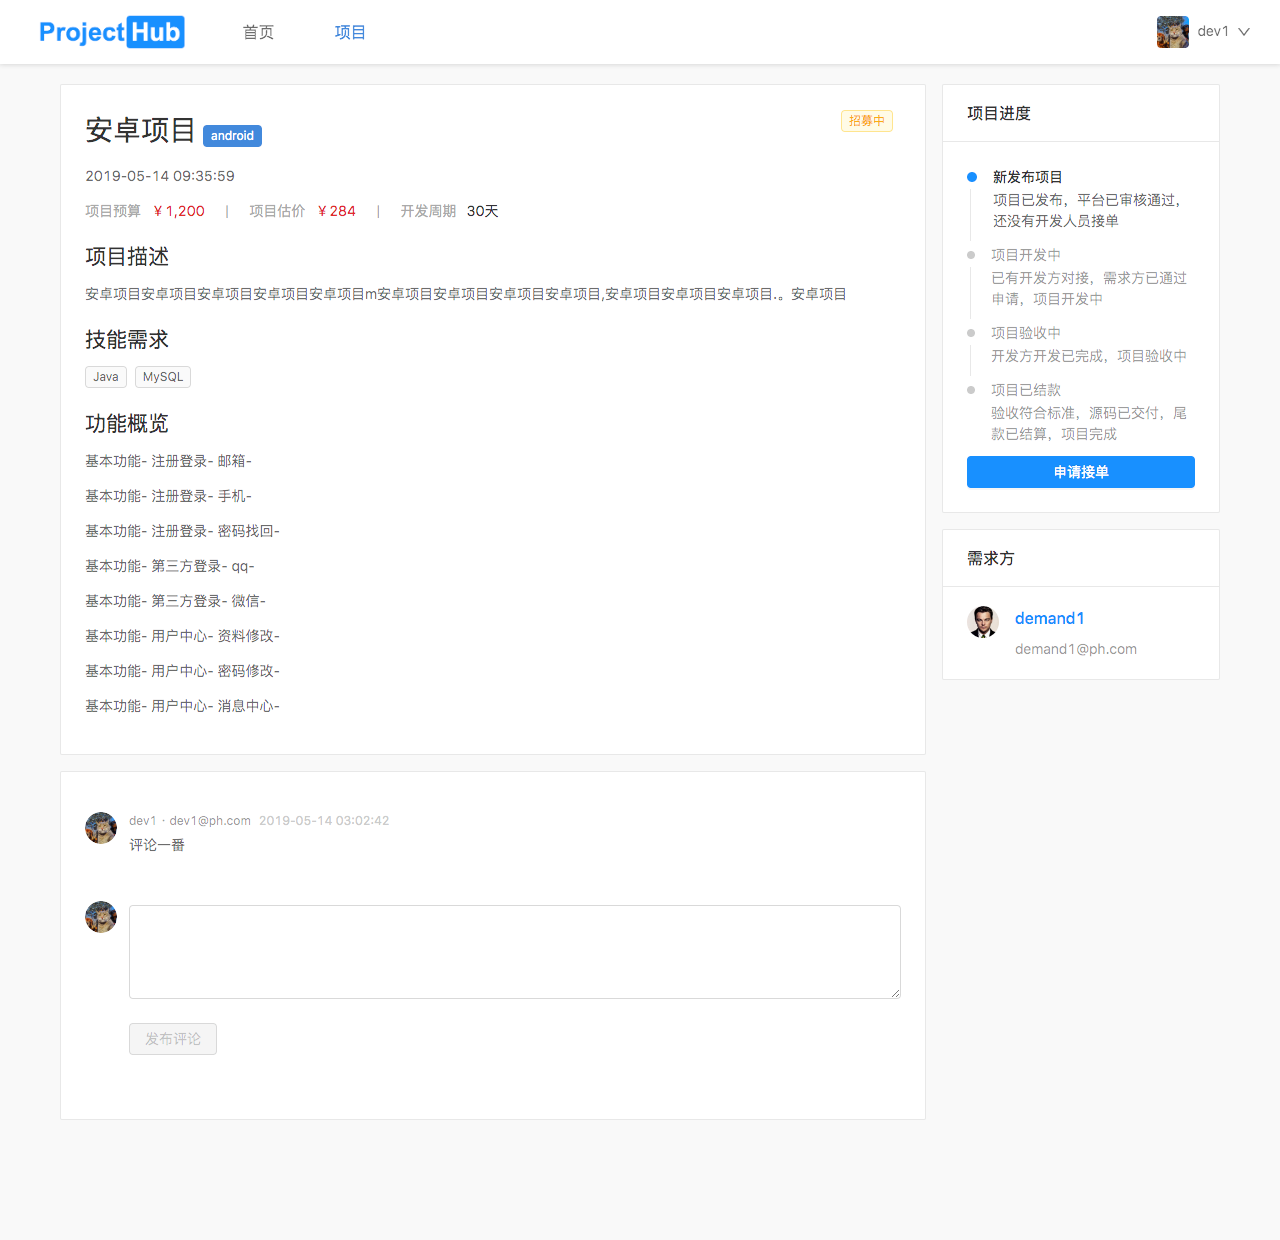 ProjectHub
首页
项目
dev1
安卓项目 android
招募中
2019-05-14 09:35:59
项目预算 ¥ 1,200 | 项目估价 ¥ 284 | 开发周期 30天
项目描述
安卓项目安卓项目安卓项目安卓项目安卓项目m安卓项目安卓项目安卓项目安卓项目,安卓项目安卓项目安卓项目.。安卓项目
技能需求
Java MySQL
功能概览
基本功能- 注册登录- 邮箱-
基本功能- 注册登录- 手机-
基本功能- 注册登录- 密码找回-
基本功能- 第三方登录- qq-
基本功能- 第三方登录- 微信-
基本功能- 用户中心- 资料修改-
基本功能- 用户中心- 密码修改-
基本功能- 用户中心- 消息中心-
dev1 · dev1@ph.com 2019-05-14 03:02:42
评论一番
发布评论
项目进度
新发布项目
项目已发布，平台已审核通过，
还没有开发人员接单
项目开发中
已有开发方对接，需求方已通过
申请，项目开发中
项目验收中
开发方开发已完成，项目验收中
项目已结款
验收符合标准，源码已交付，尾
款已结算，项目完成
申请接单
需求方
demand1
demand1@ph.com